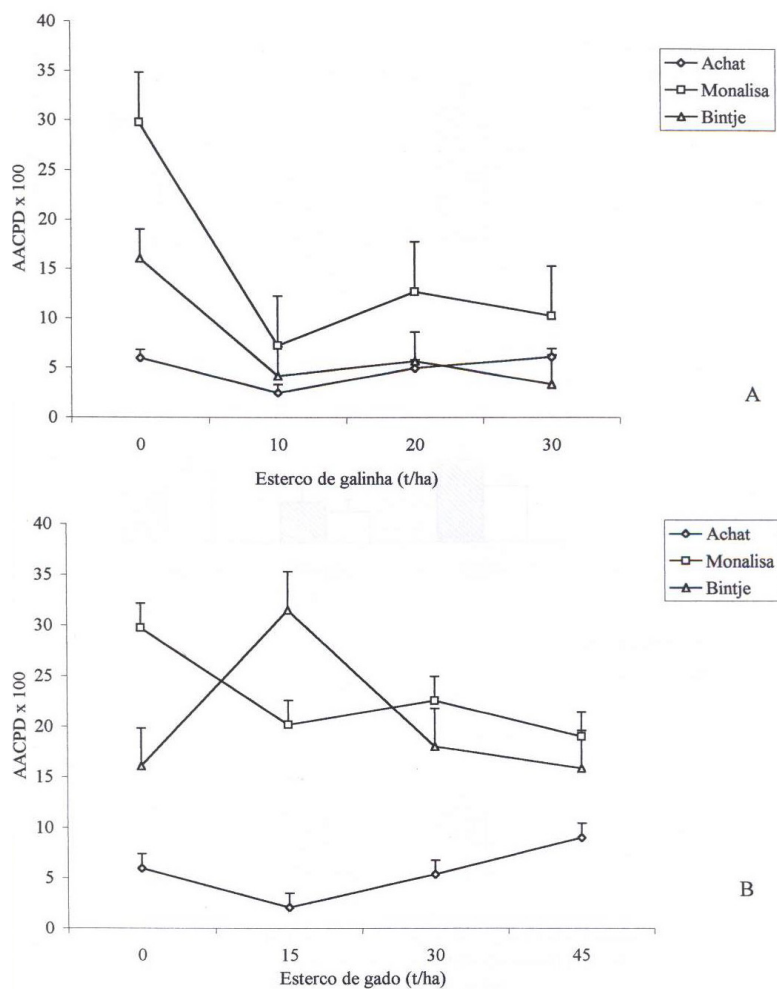 40
35
30
25
20
15
10
5
0
AACPD x 100
0 10 20 30
Esterco de galinha (t/ha)
Achat
Monalisa
Bintje
A
40
35
30
25
20
15
10
5
0
AACPD x 100
0 15 30 45
Esterco de gado (t/ha)
Achat
Monalisa
Bintje
B